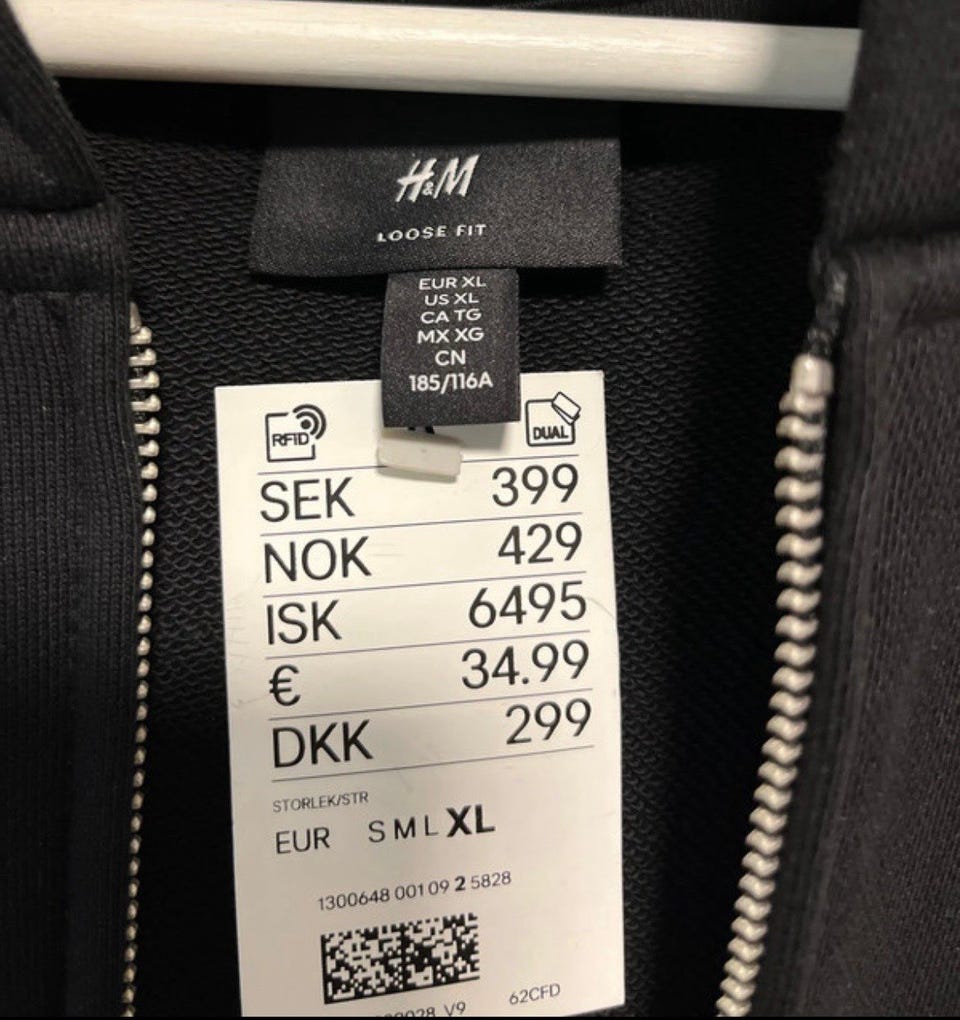 H&M
LOOSE FIT
EUR XL
US XL
CA TG
MX XG
CN
185/116A
RFID
DUAL
SEK 399
NOK 429
ISK 6495
€ 34.99
DKK 299
STORLEK/STR
EUR S M L XL
1300648 001 09 2 5828
V9 62CFD